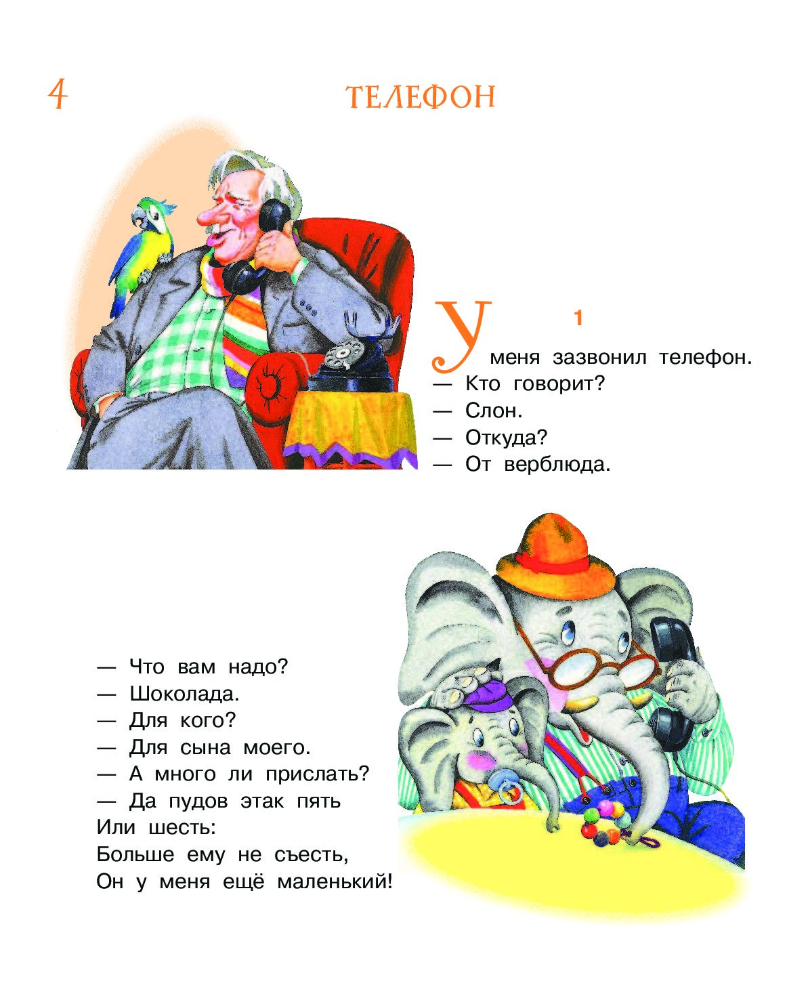 4
ТЕЛЕФОН
1
У меня зазвонил телефон.
— Кто говорит?
— Слон.
— Откуда?
— От верблюда.
— Что вам надо?
— Шоколада.
— Для кого?
— Для сына моего.
— А много ли прислать?
— Да пудов этак пять
Или шесть:
Больше ему не съесть,
Он у меня ещё маленький!